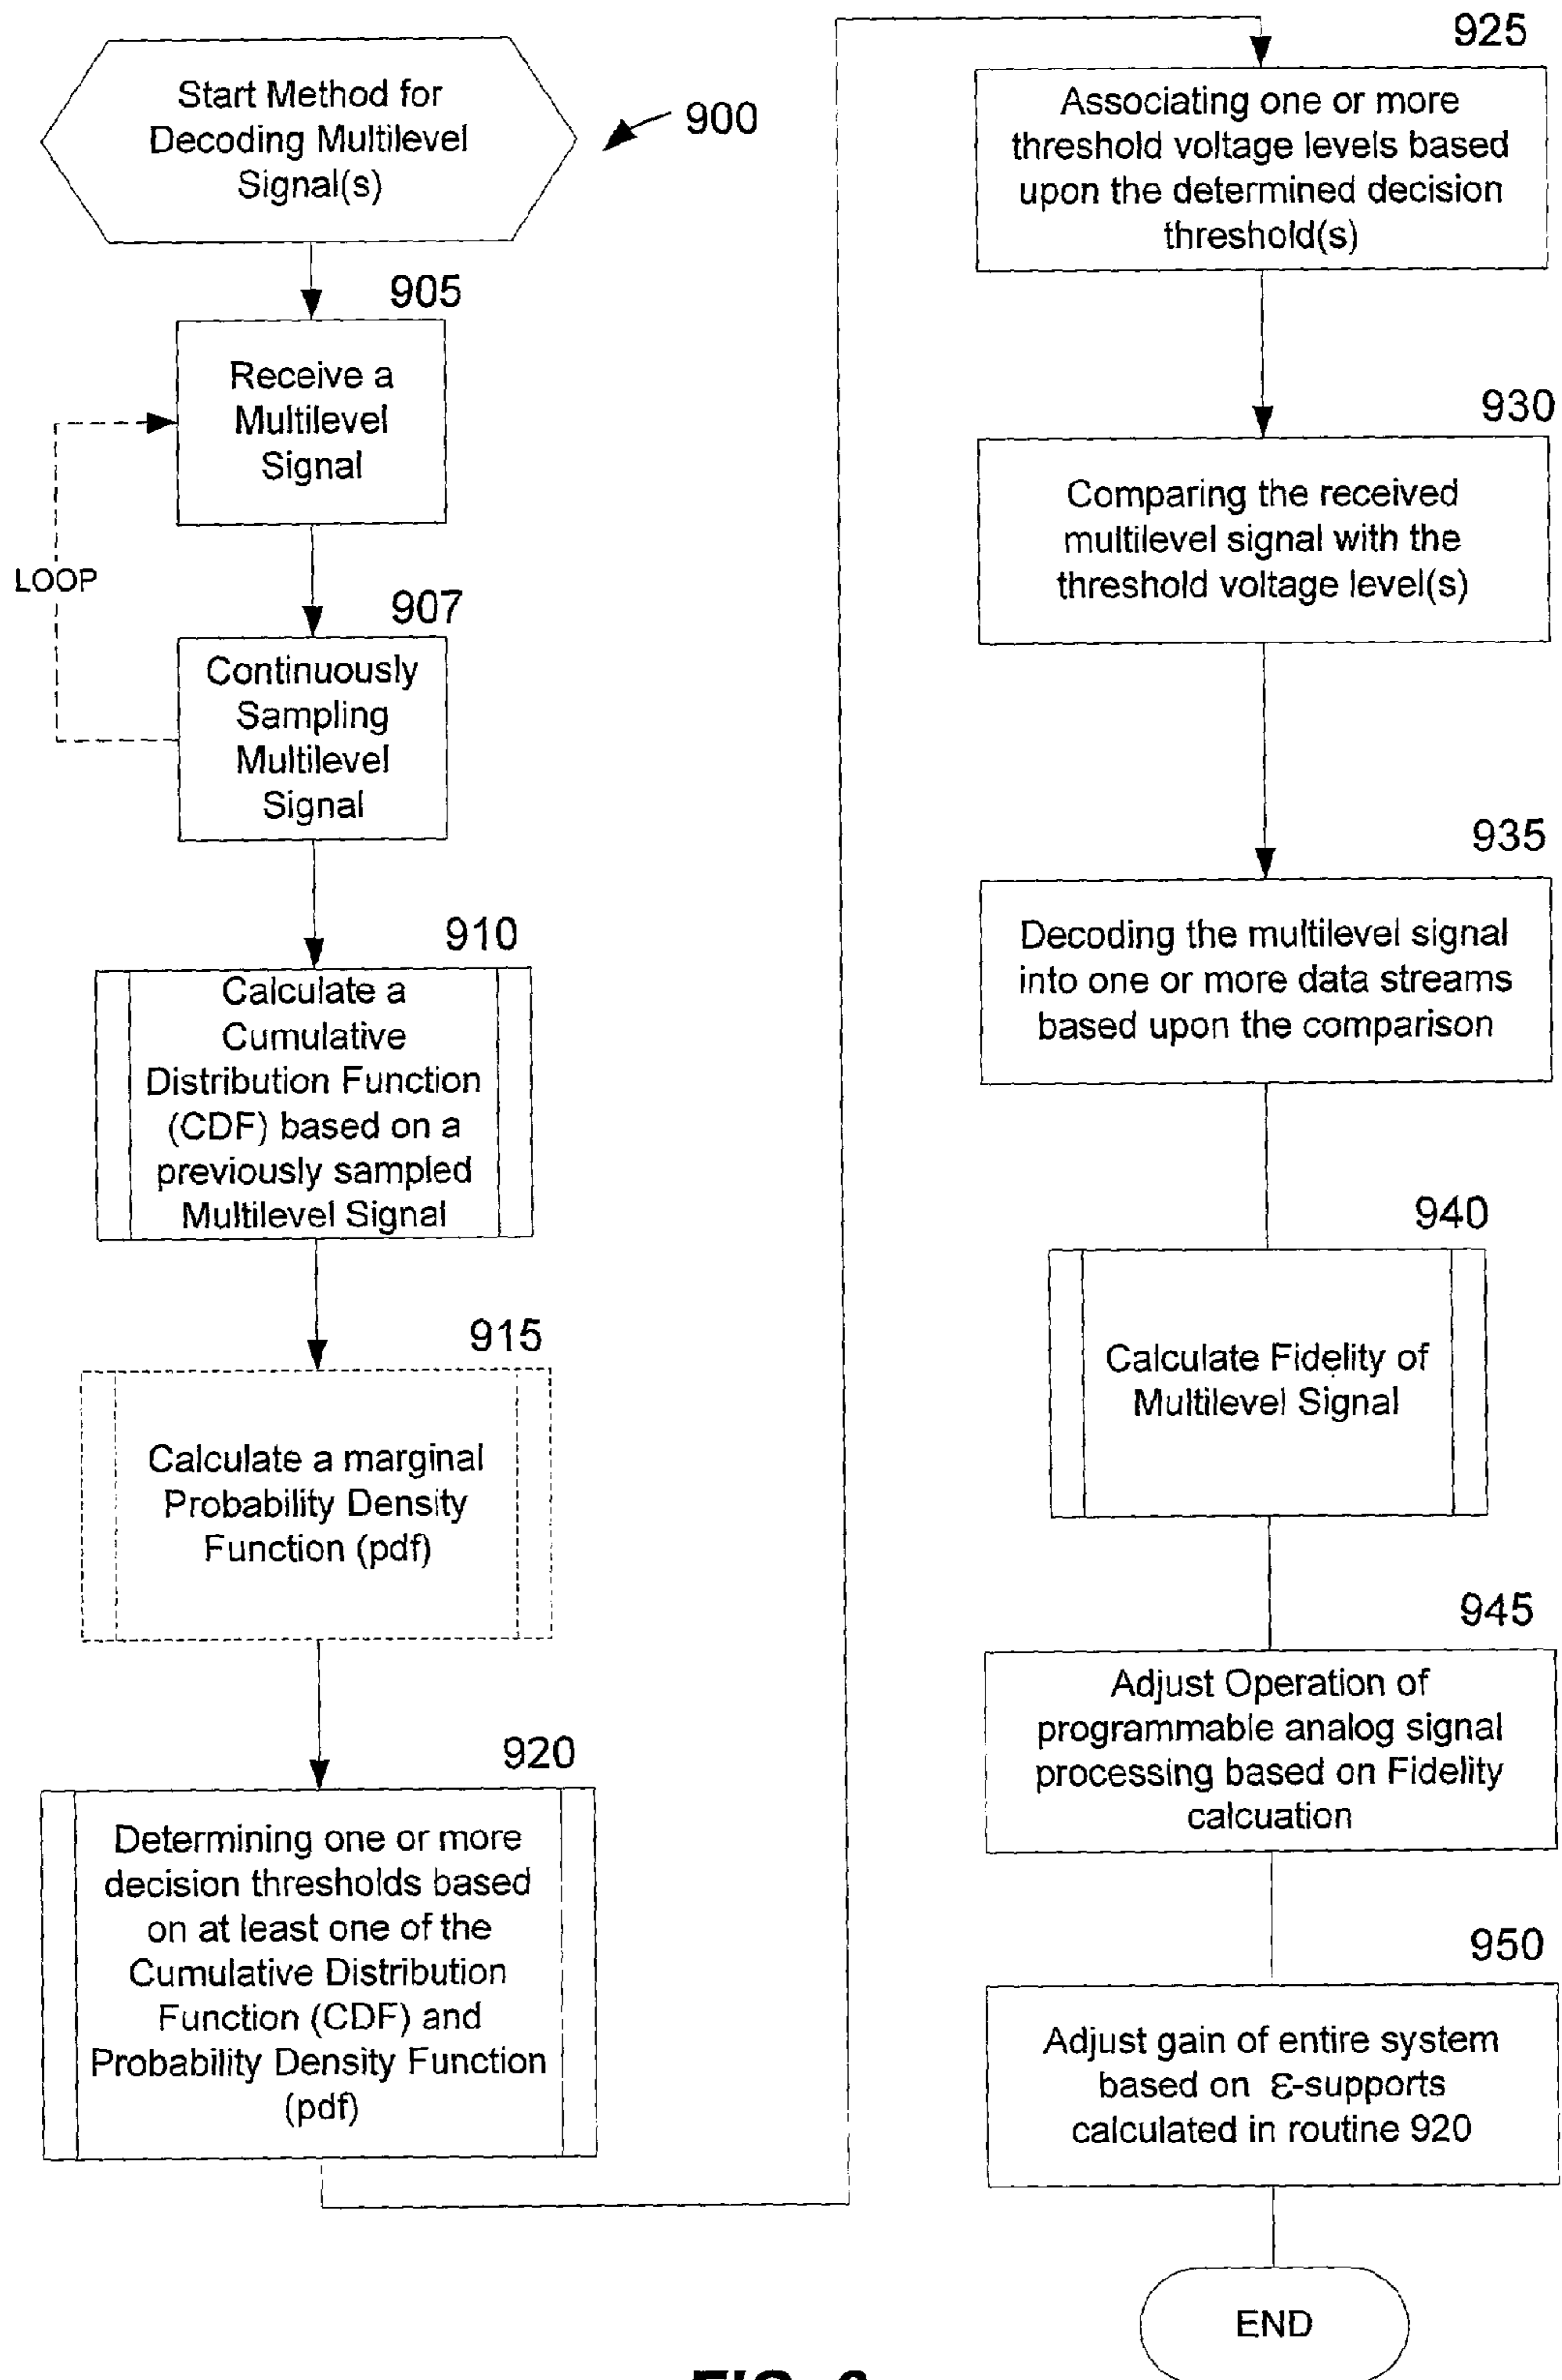 Start Method for
Decoding Multilevel
Signal(s)
900
905
Receive a
Multilevel
Signal
LOOP
907
Continuously
Sampling
Multilevel
Signal
910
Calculate a
Cumulative
Distribution Function
(CDF) based on a
previously sampled
Multilevel Signal
915
Calculate a marginal
Probability Density
Function (pdf)
920
Determining one or more
decision thresholds based
on at least one of the
Cumulative Distribution
Function (CDF) and
Probability Density Function
(pdf)
925
Associating one or more
threshold voltage levels based
upon the determined decision
threshold(s)
930
Comparing the received
multilevel signal with the
threshold voltage level(s)
935
Decoding the multilevel signal
into one or more data streams
based upon the comparison
940
Calculate Fidelity of
Multilevel Signal
945
Adjust Operation of
programmable analog signal
processing based on Fidelity
calcuation
950
Adjust gain of entire system
based on ε-supports
calculated in routine 920
END
FIG.